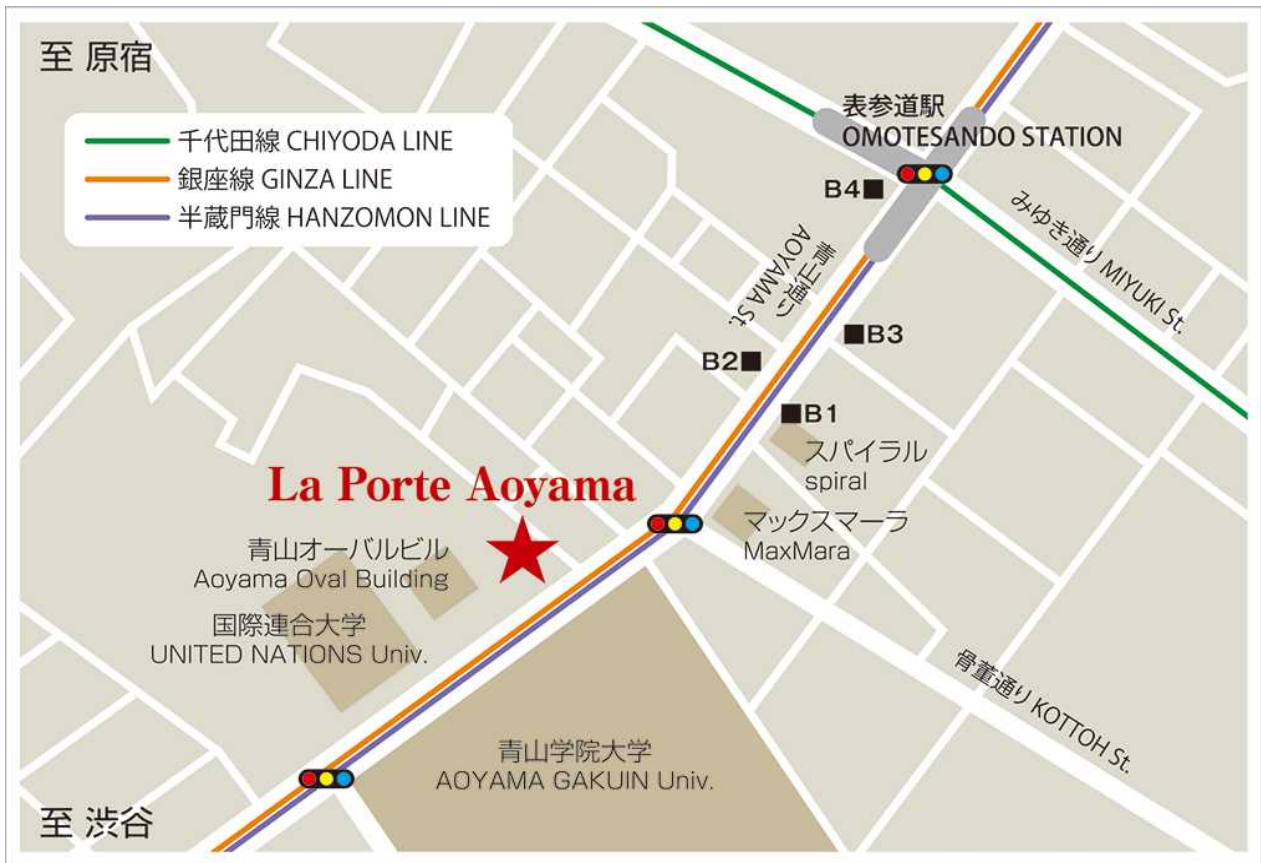 至 原宿
千代田線 CHIYODA LINE
銀座線 GINZA LINE
半蔵門線 HANZOMON LINE
表参道駅
OMOTESANDO STATION
B4
みゆき通り MIYUKI St.
青山通り
AOYAMA St.
B3
B2
B1
スパイラル
spiral
La Porte Aoyama
マックスマーラ
MaxMara
青山オーバルビル
Aoyama Oval Building
国際連合大学
UNITED NATIONS Univ.
骨董通り KOTTOH St.
青山学院大学
AOYAMA GAKUIN Univ.
至 渋谷